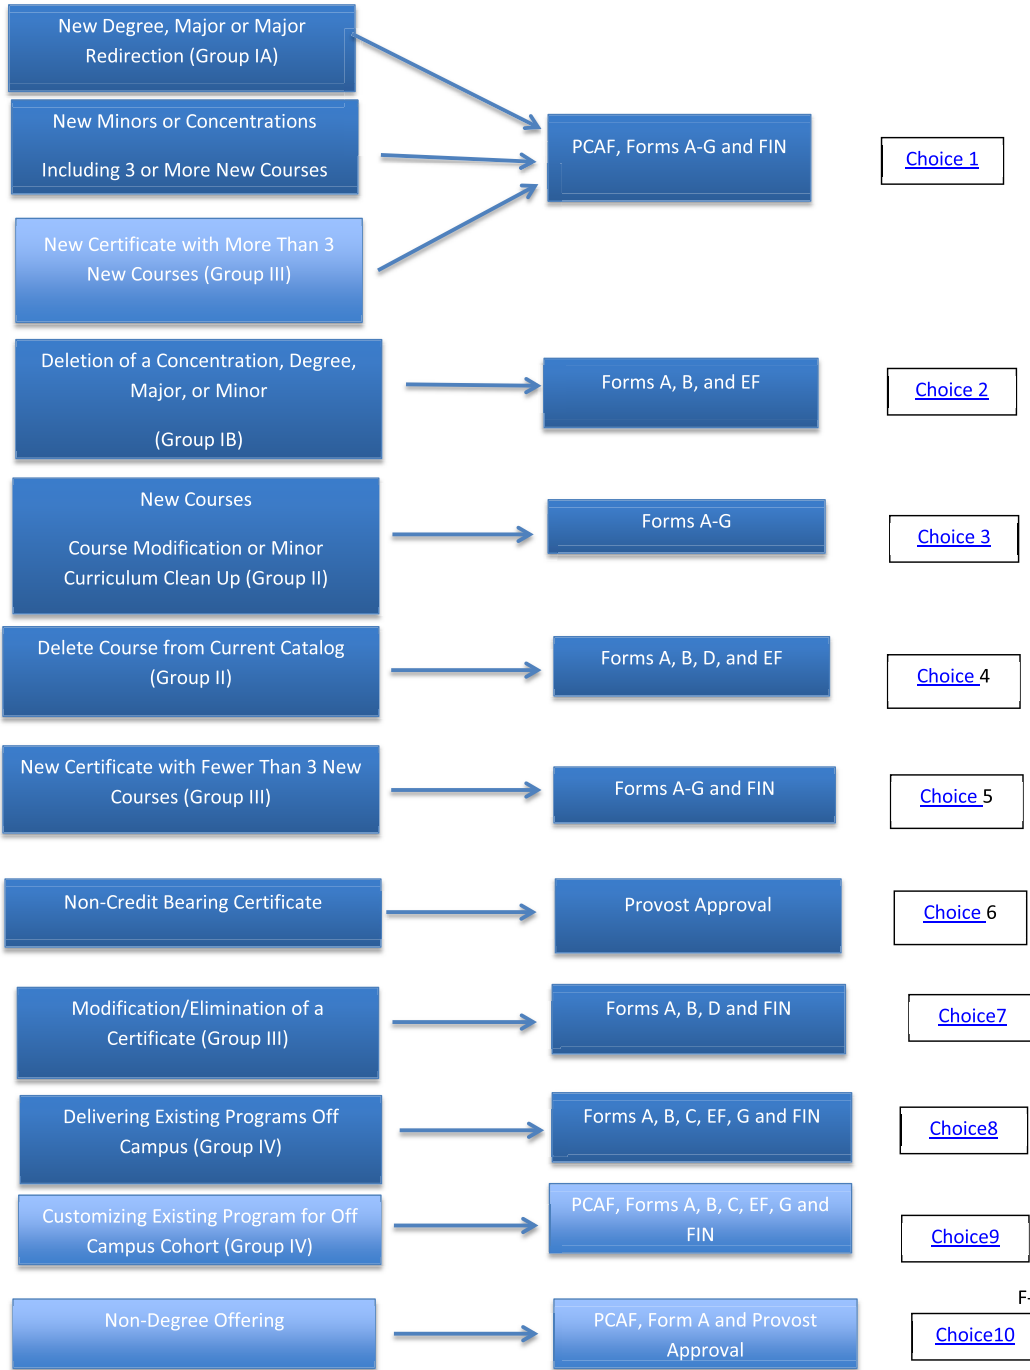 New Degree, Major or Major
Redirection (Group IA)
New Minors or Concentrations
Including 3 or More New Courses
PCAF, Forms A-G and FIN
Choice 1
New Certificate with More Than 3
New Courses (Group III)
Deletion of a Concentration, Degree,
Major, or Minor
(Group IB)
Forms A, B, and EF
Choice 2
New Courses
Course Modification or Minor
Curriculum Clean Up (Group II)
Forms A-G
Choice 3
Delete Course from Current Catalog
(Group II)
Forms A, B, D, and EF
Choice 4
New Certificate with Fewer Than 3 New
Courses (Group III)
Forms A-G and FIN
Choice 5
Non-Credit Bearing Certificate
Provost Approval
Choice 6
Modification/Elimination of a
Certificate (Group III)
Forms A, B, D and FIN
Choice7
Delivering Existing Programs Off
Campus (Group IV)
Forms A, B, C, EF, G and FIN
Choice8
Customizing Existing Program for Off
Campus Cohort (Group IV)
PCAF, Forms A, B, C, EF, G and
FIN
Choice9
F-
Non-Degree Offering
PCAF, Form A and Provost
Approval
Choice10